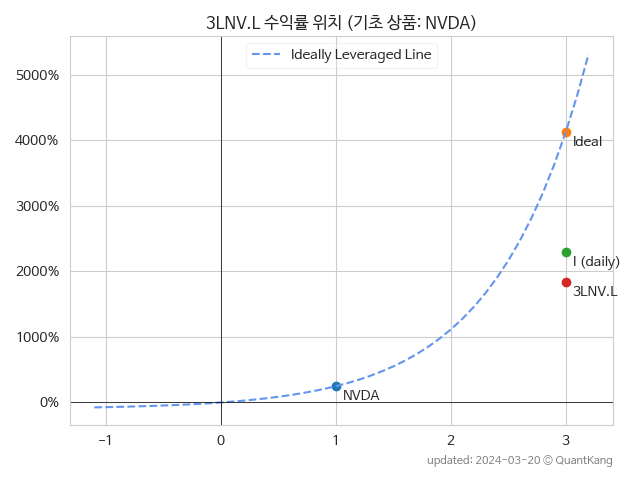 3LNV.L 수익률 위치 (기초 상품: NVDA)
Ideally Leveraged Line
5000%
4000%
Ideal
3000%
I (daily)
2000%
3LNV.L
1000%
NVDA
0%
-1 0 1 2 3
updated: 2024-03-20 © QuantKang